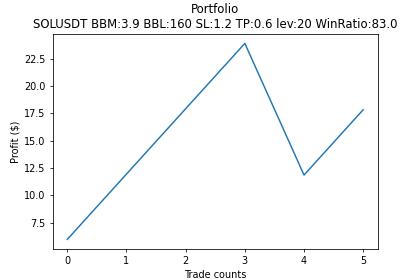 Portfolio
SOLUSDT BBM:3.9 BBL:160 SL:1.2 TP:0.6 lev:20 WinRatio:83.0
Profit ($)
22.5
20.0
17.5
15.0
12.5
10.0
7.5
0 1 2 3 4 5
Trade counts